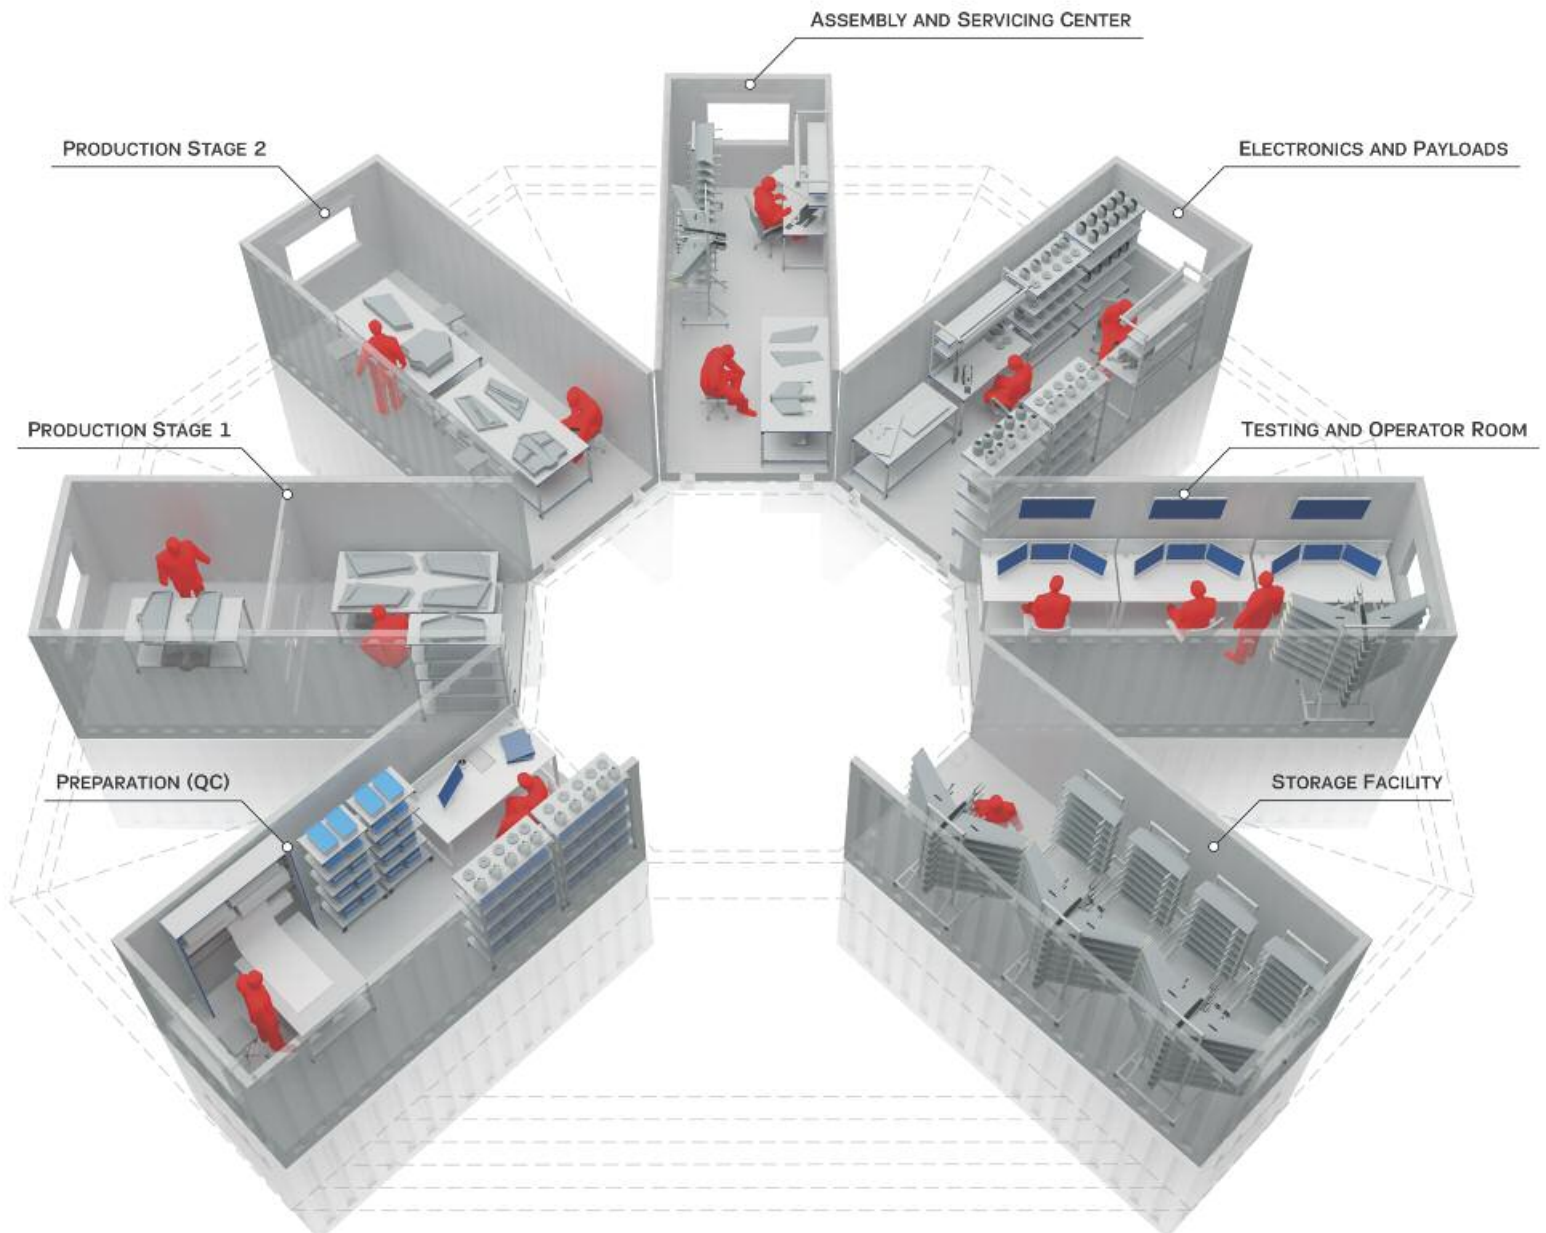 ASSEMBLY AND SERVICING CENTER
PRODUCTION STAGE 2
ELECTRONICS AND PAYLOADS
PRODUCTION STAGE 1
TESTING AND OPERATOR ROOM
PREPARATION (QC)
STORAGE FACILITY